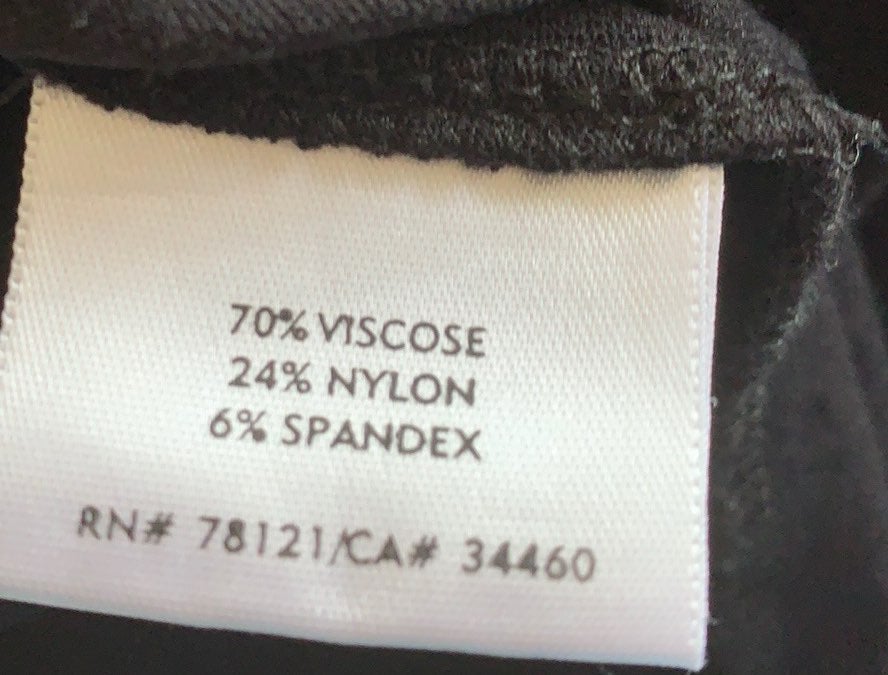 70% VISCOSE
24% NYLON
6% SPANDEX
RN# 78121/CA# 34460